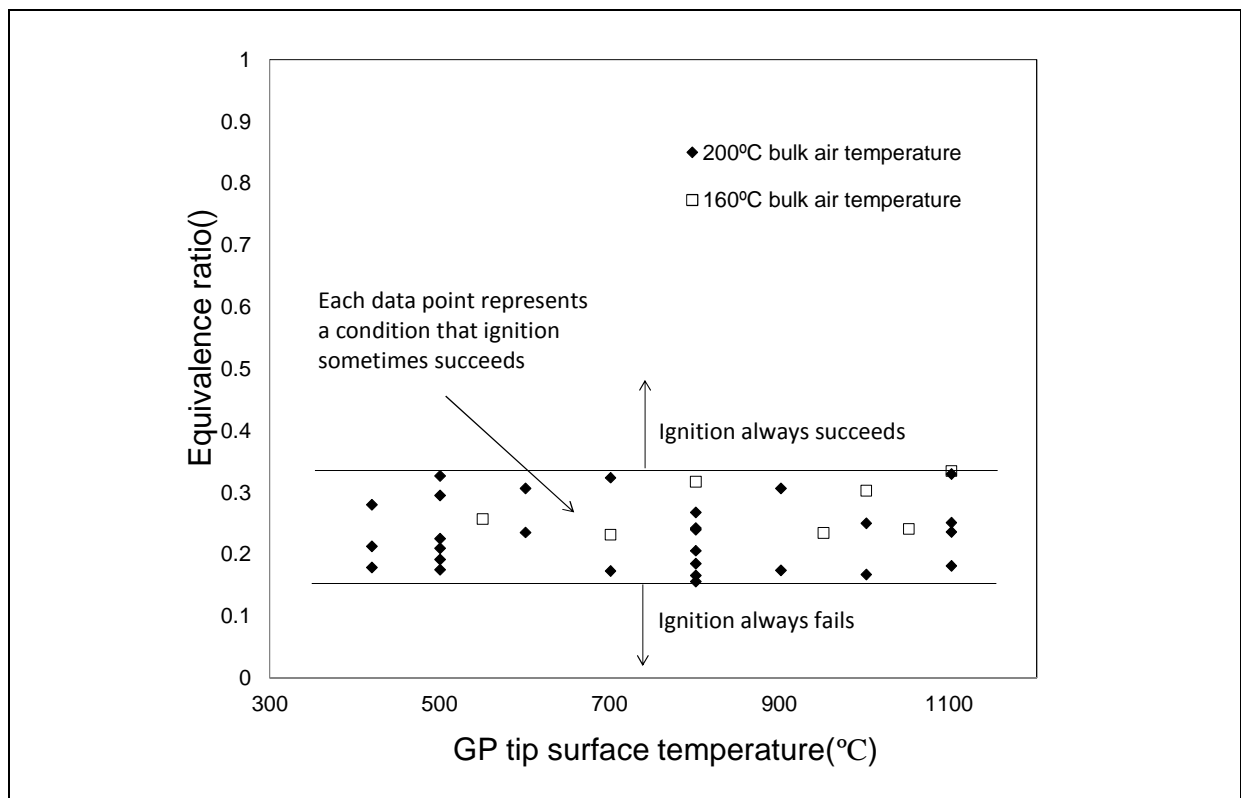 1
0.9
0.8
0.7
0.6
0.5
0.4
0.3
0.2
0.1
0
Equivalence ratio()
200ºC bulk air temperature
160ºC bulk air temperature
Each data point represents
a condition that ignition
sometimes succeeds
Ignition always succeeds
Ignition always fails
300
500
700
900
1100
GP tip surface temperature(℃)